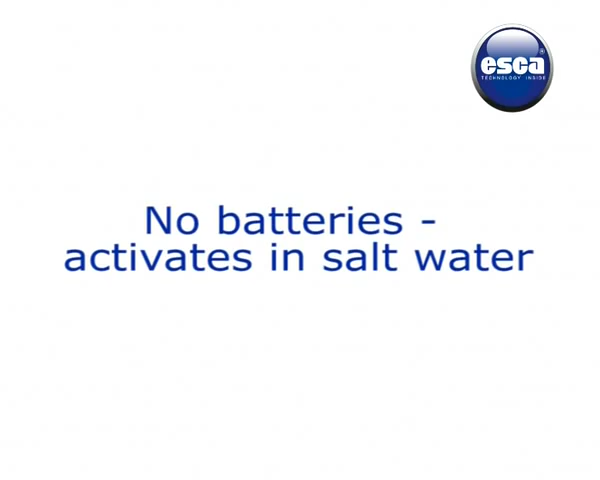 esca®
TECHNOLOGY INSIDE
No batteries -
activates in salt water